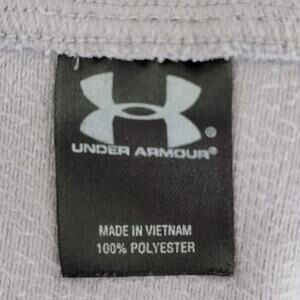 ®
UNDER ARMOUR®
MADE IN VIETNAM
100% POLYESTER